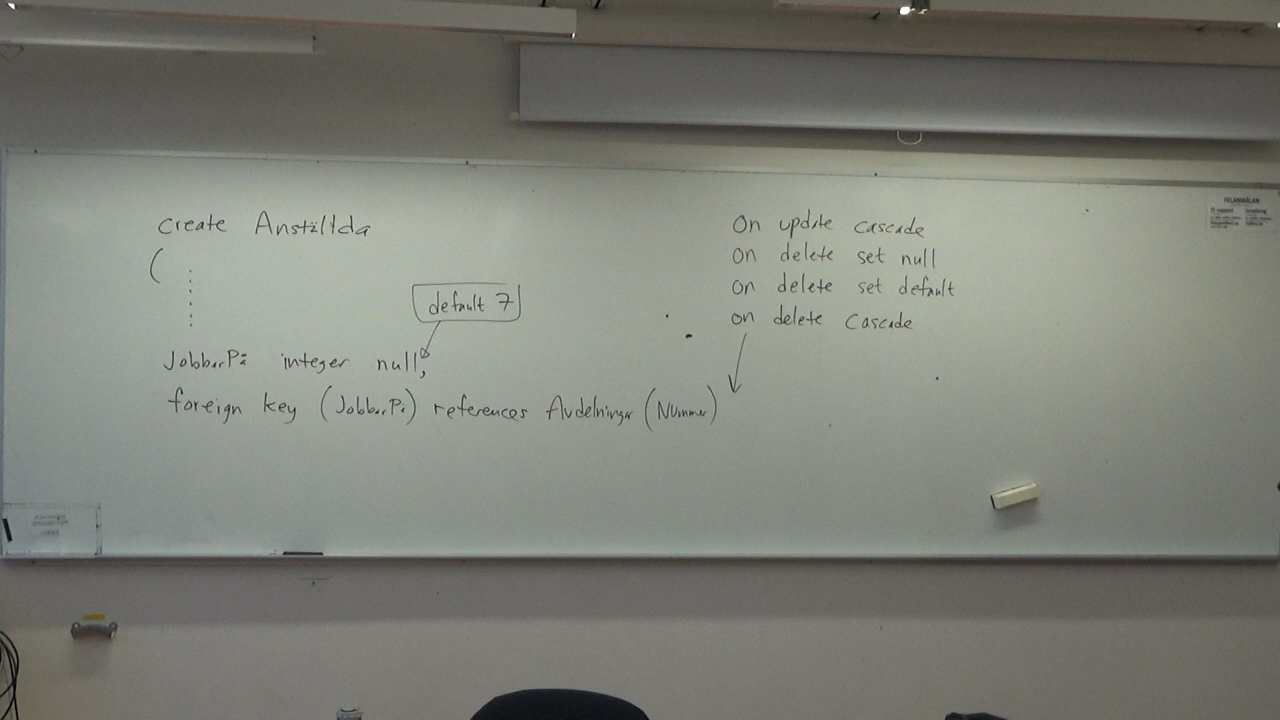 create Anställda
(
default 7
JobbarPå integer null,
foreign key (JobbarPå) references Avdelningar (Nummer)
On update cascade
on delete set null
on delete set default
on delete cascade
FELANMÄLAN